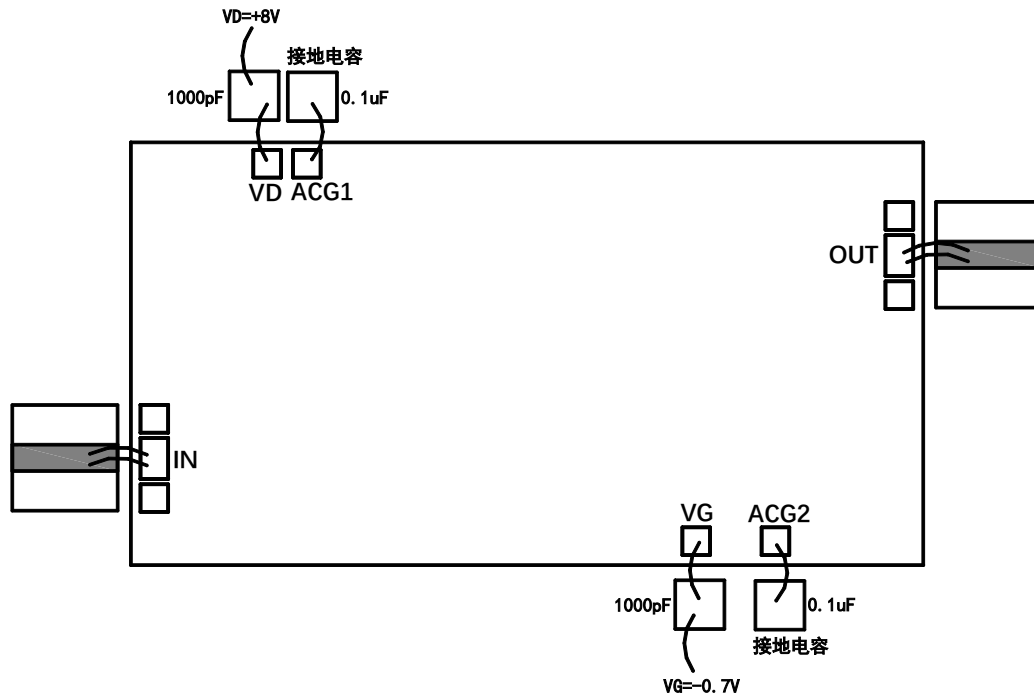 VD=+8V
接地电容
1000pF
0.1uF
VD
ACG1
OUT
IN
VG
ACG2
1000pF
0.1uF
接地电容
VG=-0.7V